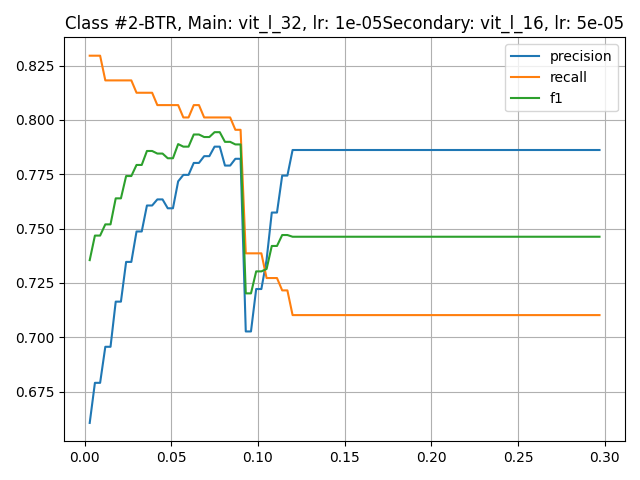 Class #2-BTR, Main: vit_l_32, lr: 1e-05Secondary: vit_l_16, lr: 5e-05
precision
recall
f1
0.825
0.800
0.775
0.750
0.725
0.700
0.675
0.00 0.05 0.10 0.15 0.20 0.25 0.30